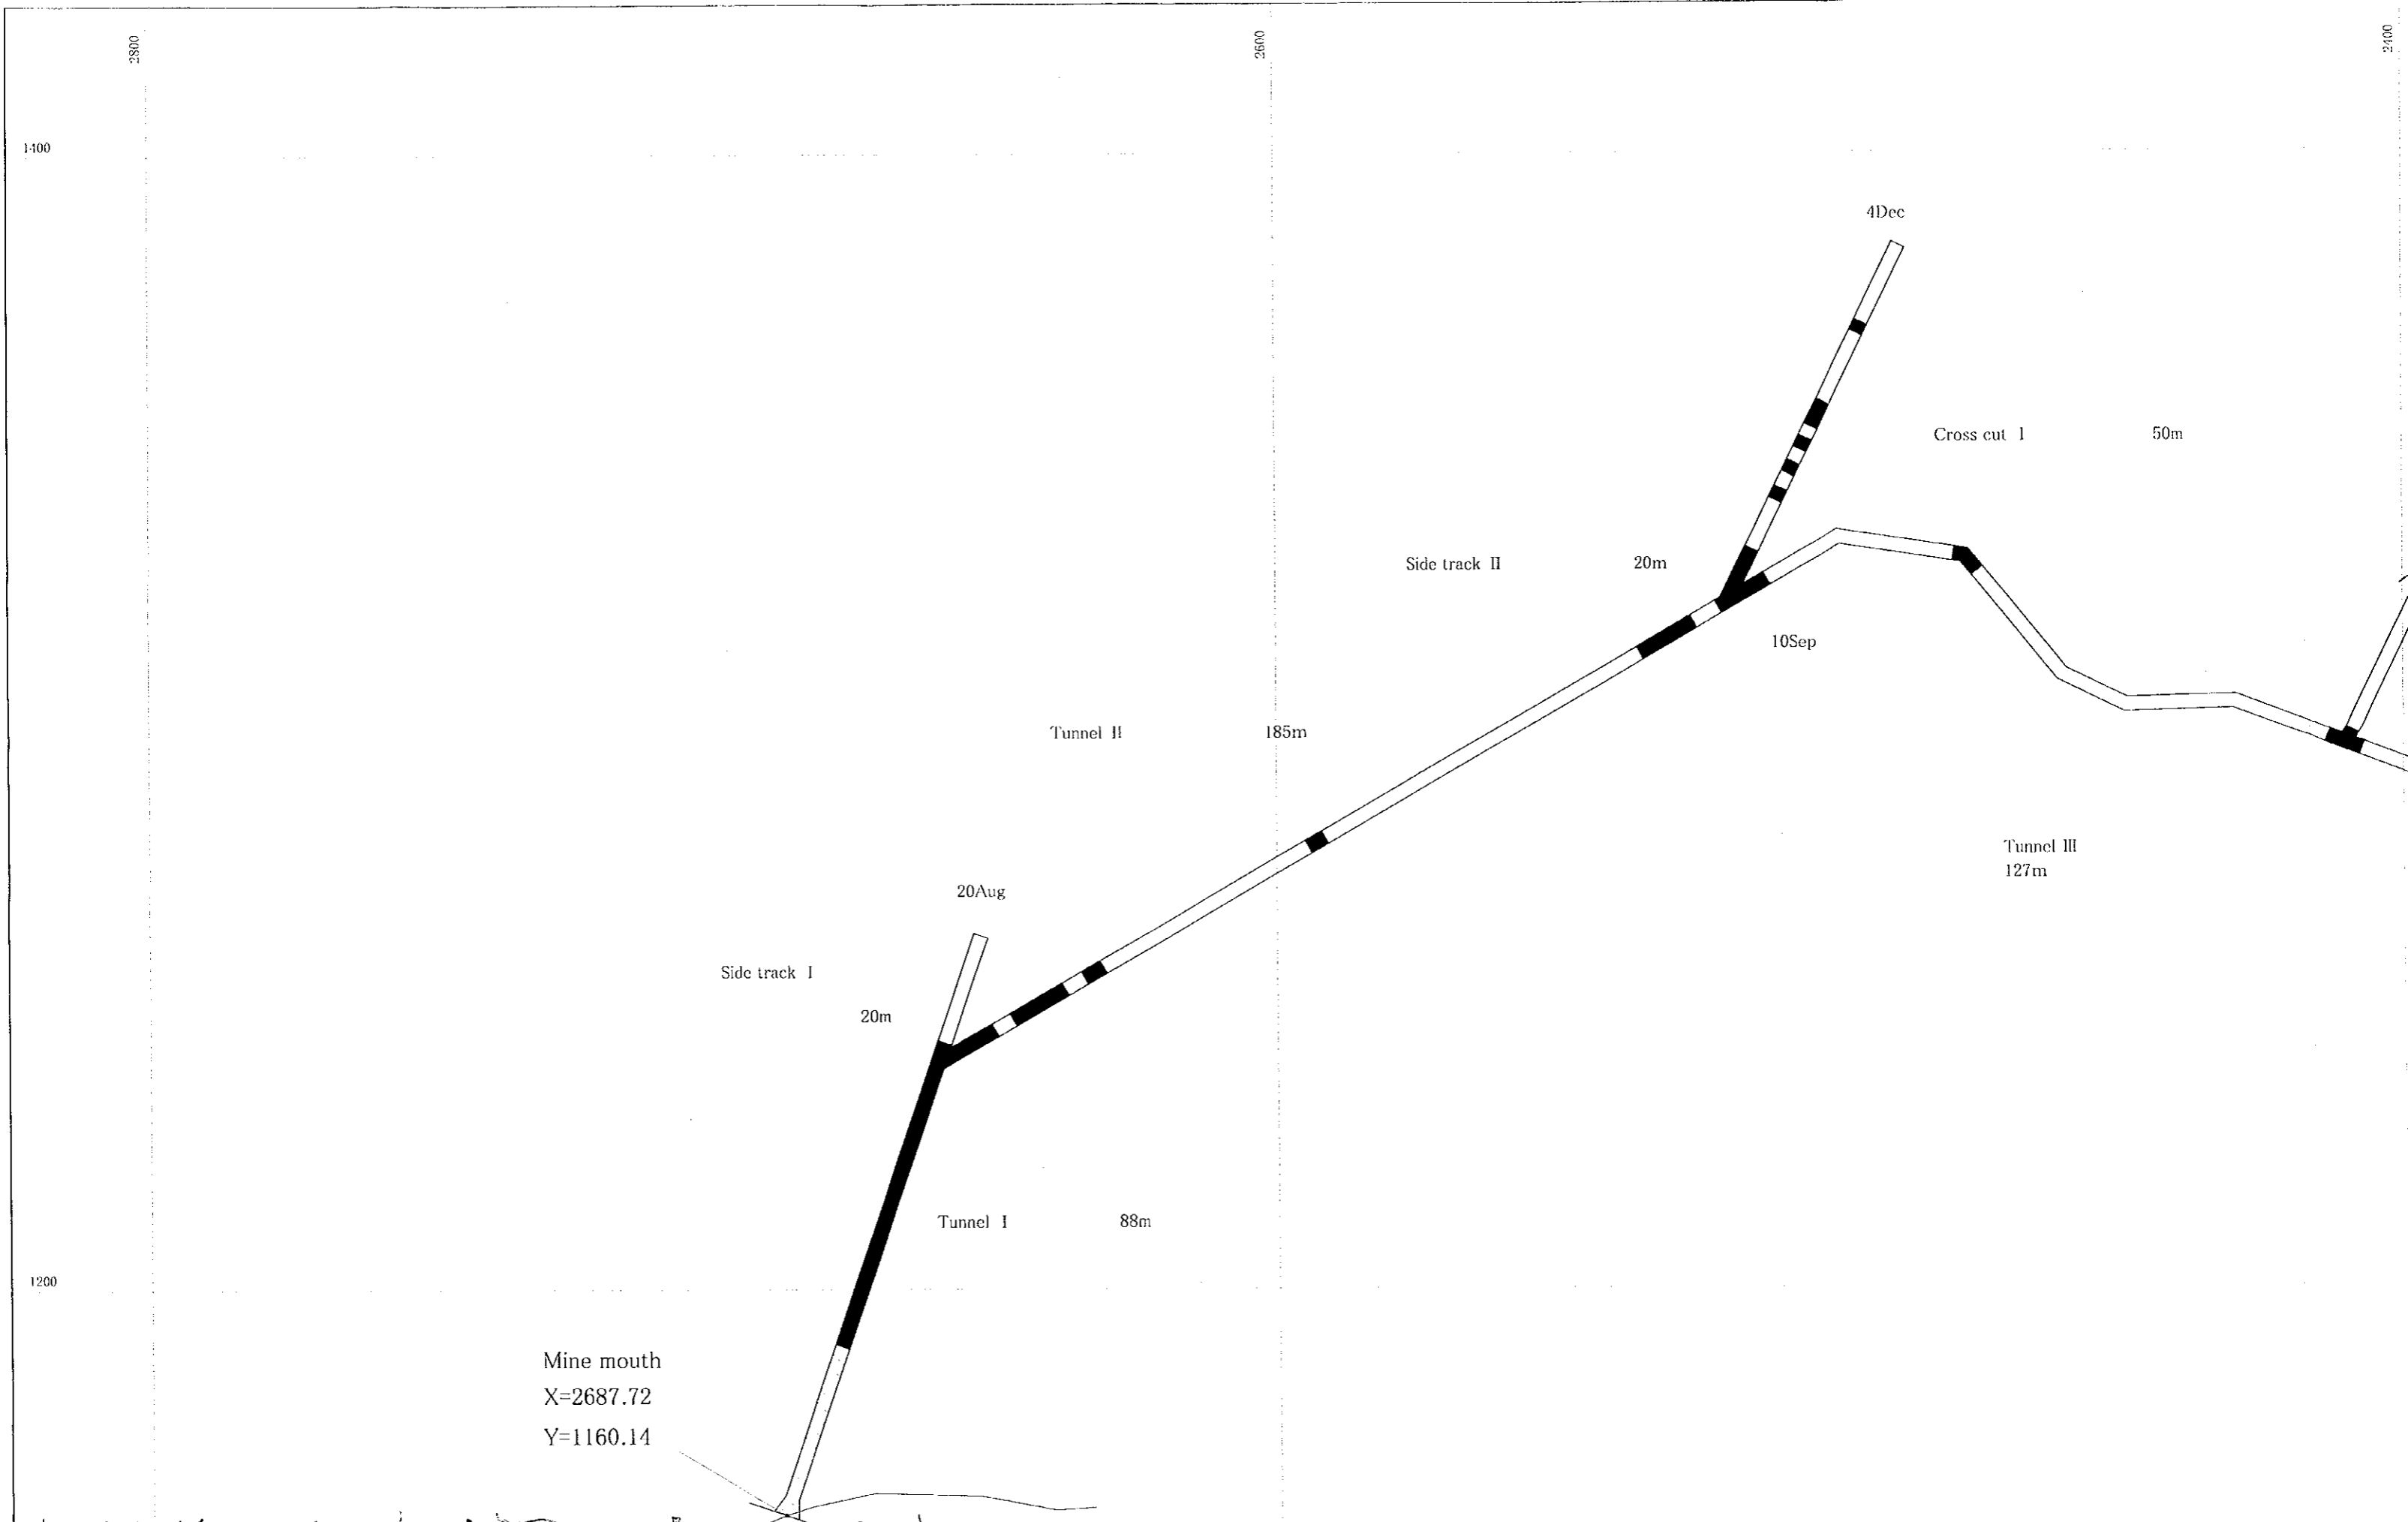 2800
2600
2400
1400
4Dec
Cross cut I 50m
Side track II 20m
10Sep
Tunnel II 185m
Tunnel III
127m
20Aug
Side track I
20m
Tunnel I 88m
1200
Mine mouth
X=2687.72
Y=1160.14